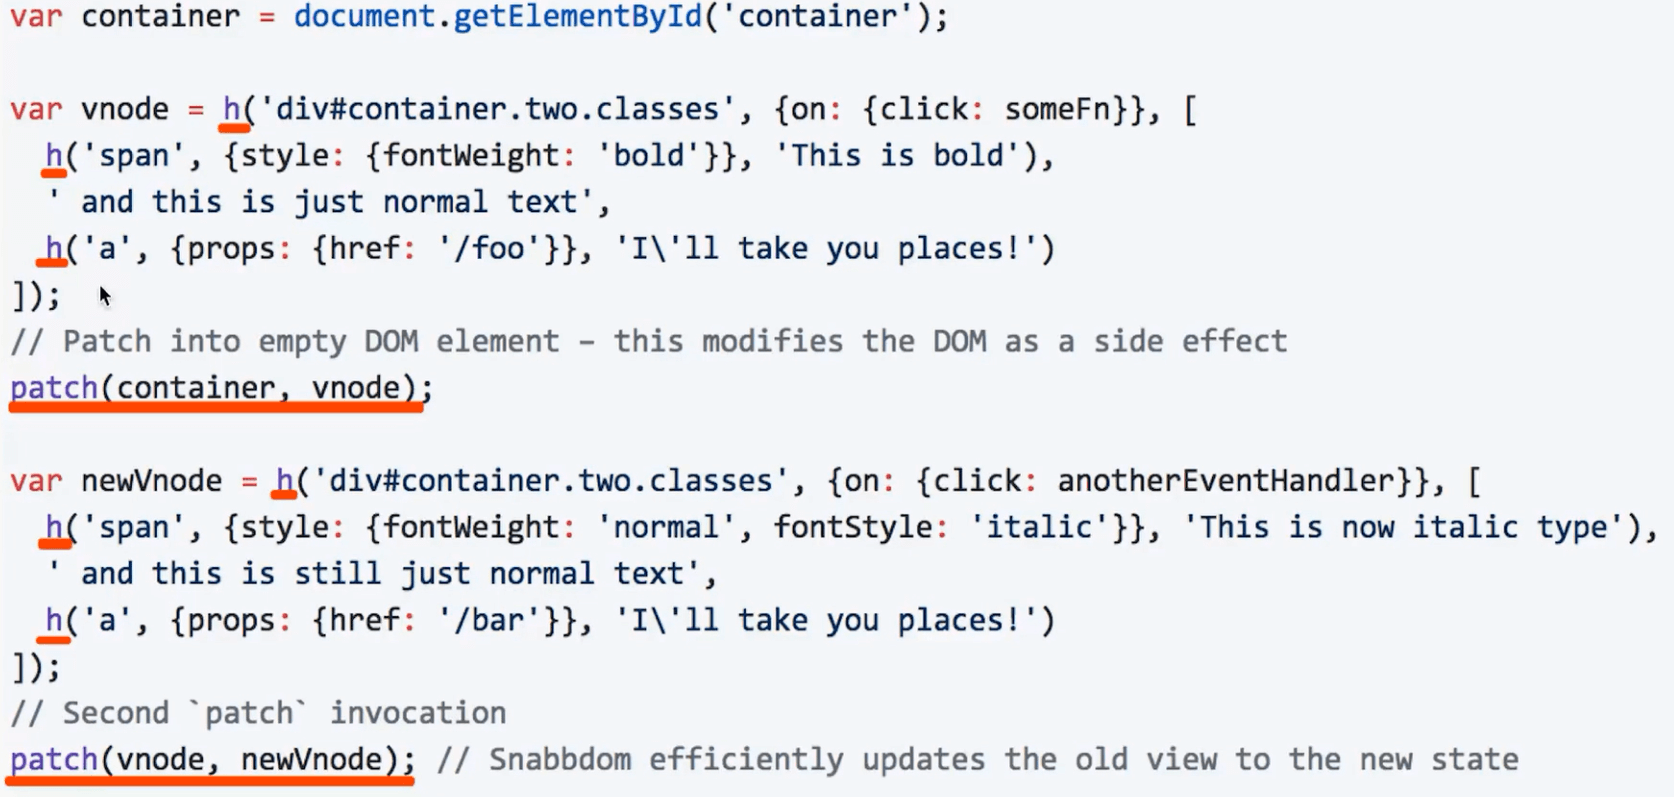 var container = document.getElementById('container');
var vnode = h('div#container.two.classes', {on: {click: someFn}}, [
h('span', {style: {fontWeight: 'bold'}}, 'This is bold'),
' and this is just normal text',
h('a', {props: {href: '/foo'}}, 'I\'ll take you places!')
]);
// Patch into empty DOM element – this modifies the DOM as a side effect
patch(container, vnode);
var newVnode = h('div#container.two.classes', {on: {click: anotherEventHandler}}, [
h('span', {style: {fontWeight: 'normal', fontStyle: 'italic'}}, 'This is now italic type'),
' and this is still just normal text',
h('a', {props: {href: '/bar'}}, 'I\'ll take you places!')
]);
// Second `patch` invocation
patch(vnode, newVnode); // Snabbdom efficiently updates the old view to the new state